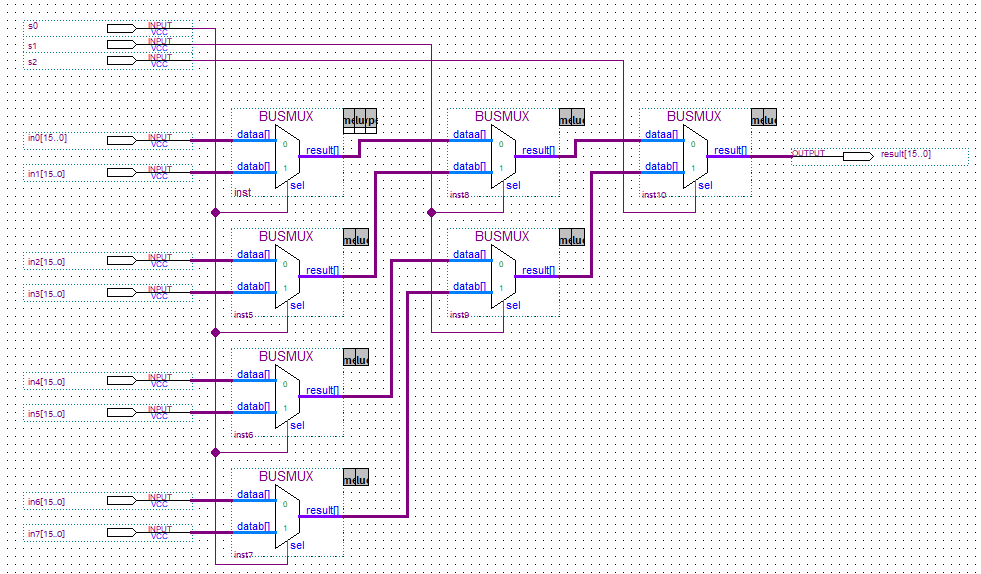 s0 INPUT VCC
s1 INPUT VCC
s2 INPUT VCC
BUSMUX BUSMUX BUSMUX
in0[15..0] INPUT VCC dataa[] 0 result[] dataa[] 0 result[] dataa[] 0 result[] OUTPUT result[15..0]
in1[15..0] INPUT VCC datab[] 1 sel datab[] 1 sel datab[] 1 sel
inst inst8 inst10
BUSMUX BUSMUX
in2[15..0] INPUT VCC dataa[] 0 result[] dataa[] 0 result[]
in3[15..0] INPUT VCC datab[] 1 sel datab[] 1 sel
inst5 inst9
BUSMUX
in4[15..0] INPUT VCC dataa[] 0 result[]
in5[15..0] INPUT VCC datab[] 1 sel
inst6
BUSMUX
in6[15..0] INPUT VCC dataa[] 0 result[]
in7[15..0] INPUT VCC datab[] 1 sel
inst7